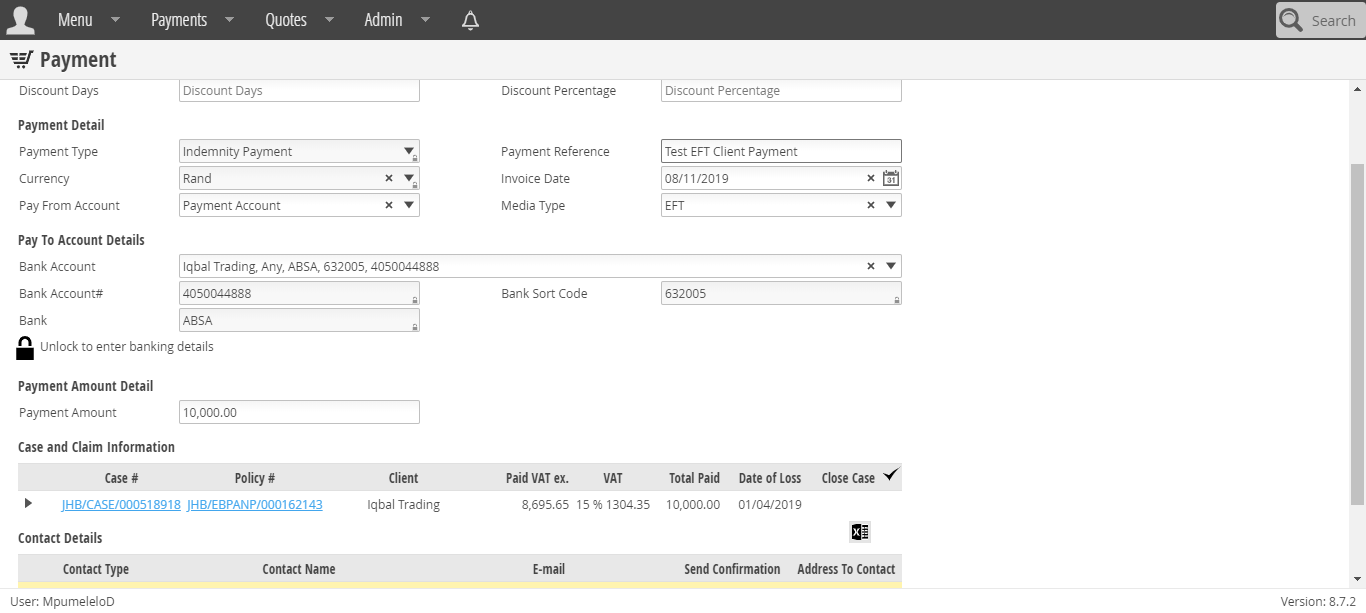 Menu Payments Quotes Admin Search
Payment
Discount Days Discount Days Discount Percentage Discount Percentage
Payment Detail
Payment Type Indemnity Payment Payment Reference Test EFT Client Payment
Currency Rand Invoice Date 08/11/2019 31
Pay From Account Payment Account Media Type EFT
Pay To Account Details
Bank Account Iqbal Trading, Any, ABSA, 632005, 4050044888
Bank Account# 4050044888 Bank Sort Code 632005
Bank ABSA
Unlock to enter banking details
Payment Amount Detail
Payment Amount 10,000.00
Case and Claim Information
Case # Policy # Client Paid VAT ex. VAT Total Paid Date of Loss Close Case
JHB/CASE/000518918 JHB/EBPANP/000162143 Iqbal Trading 8,695.65 15 % 1304.35 10,000.00 01/04/2019
Contact Details
Contact Type Contact Name E-mail Send Confirmation Address To Contact
User: MpumeleloD Version: 8.7.2